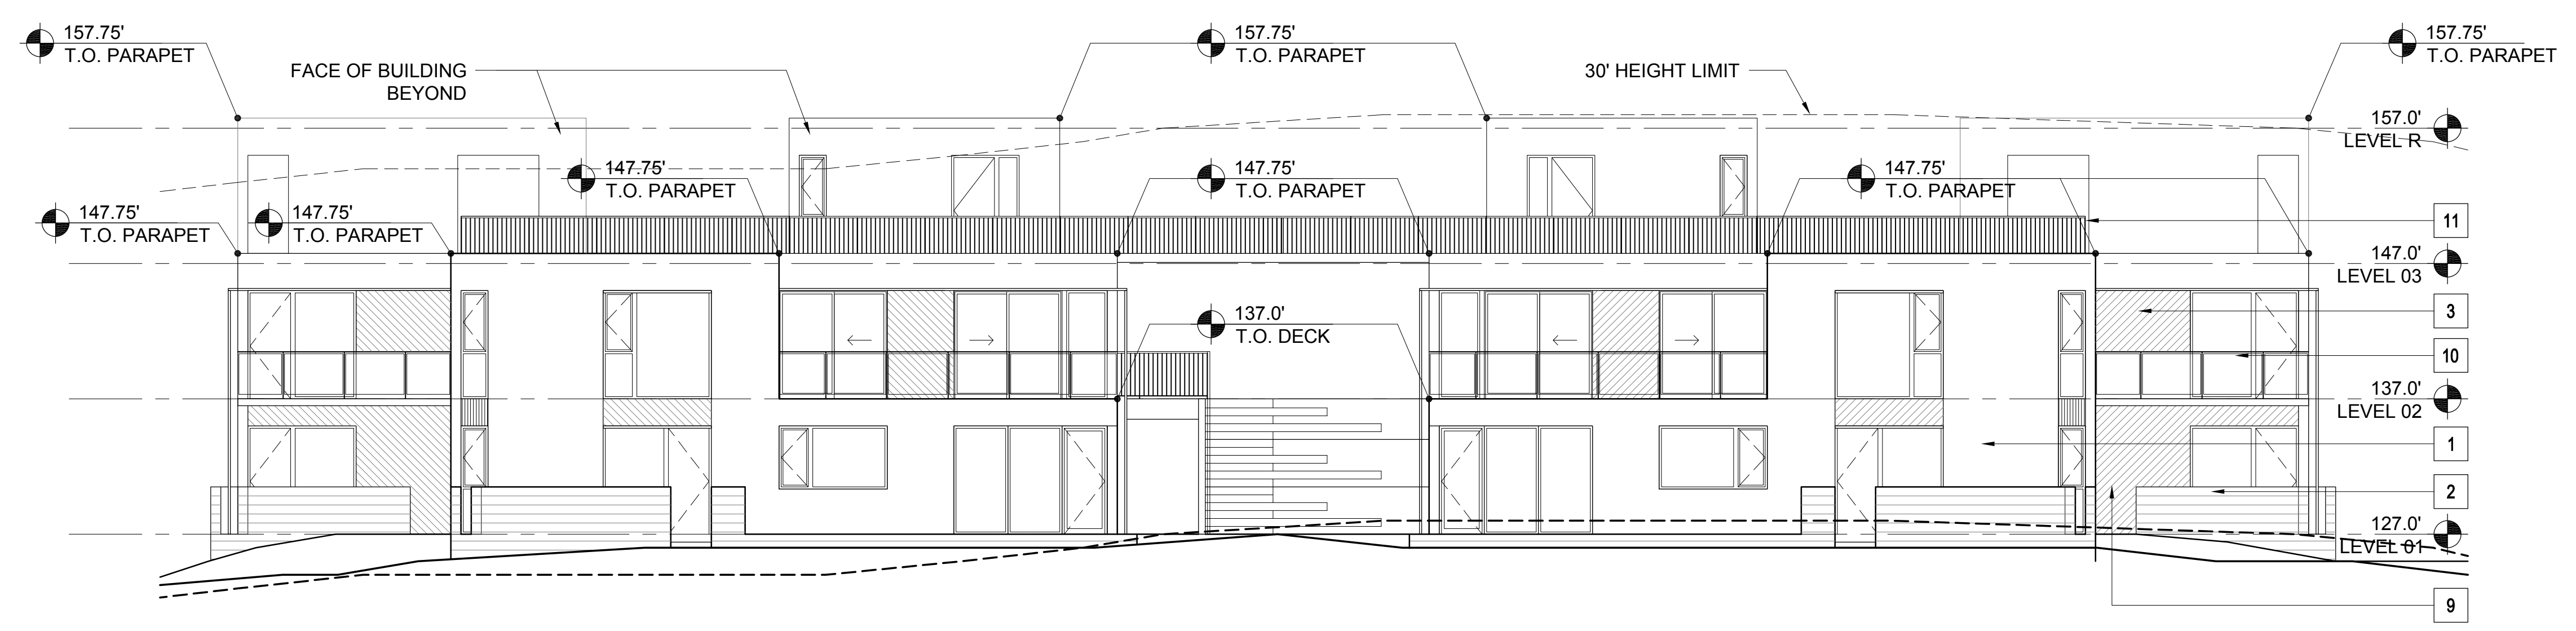 157.75'
T.O. PARAPET
157.75'
T.O. PARAPET
157.75'
T.O. PARAPET
FACE OF BUILDING
BEYOND
30' HEIGHT LIMIT
157.0'
LEVEL R
147.75'
T.O. PARAPET
147.75'
T.O. PARAPET
147.75'
T.O. PARAPET
147.75'
T.O. PARAPET
147.75'
T.O. PARAPET
11
147.0'
LEVEL 03
3
137.0'
T.O. DECK
10
137.0'
LEVEL 02
1
2
127.0'
LEVEL 01
9